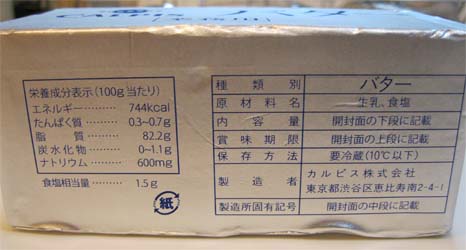 栄養成分表示(100g当たり)
エネルギー……… 744kcal
たんぱく質……… 0.3~0.7g
脂　　質 ……… 82.2g
炭水化物……… 0~1.1g
ナトリウム……… 600mg
食塩相当量……… 1.5g
紙
種類別 バター
原材料名 生乳、食塩
内容量 開封面の下段に記載
賞味期限 開封面の上段に記載
保存方法 要冷蔵(10℃以下)
製造者 カルピス株式会社
東京都渋谷区恵比寿南2-4-1
製造所固有記号 開封面の中段に記載